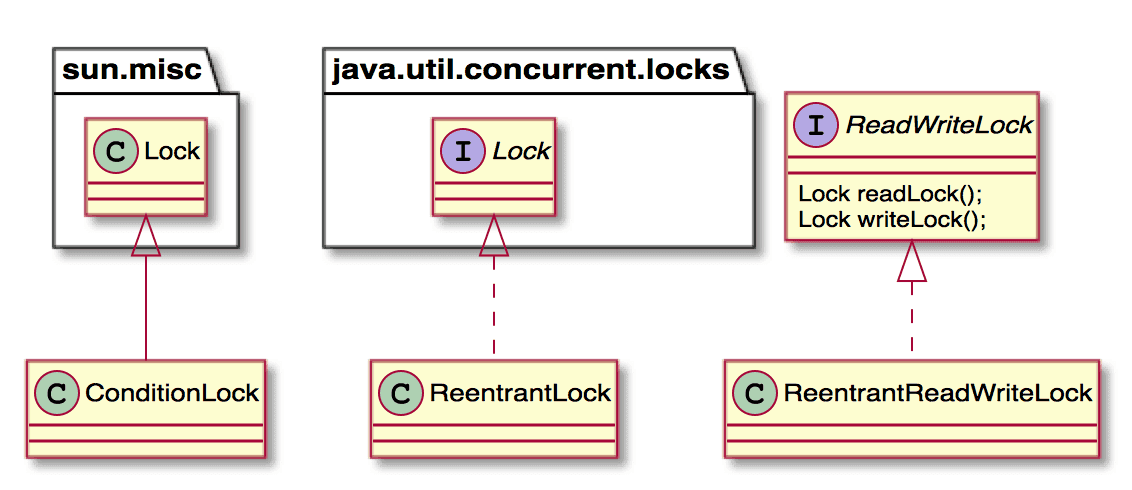 sun.misc
C Lock
java.util.concurrent.locks
I Lock
I ReadWriteLock
Lock readLock();
Lock writeLock();
C ConditionLock
C ReentrantLock
C ReentrantReadWriteLock